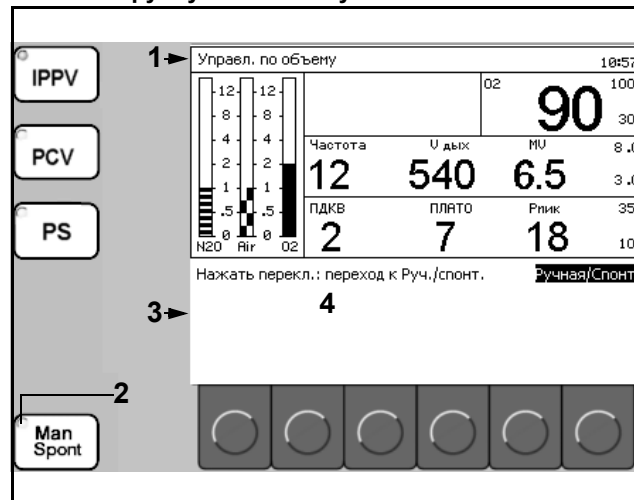 IPPV
PCV
PS
2
Man
Spont
1
3
Управл. по объему 10:57
12 12
8 8
4 4
2 2
1 1
.5 .5
0 0 0
N2O Air O2
O2 90 100 30
Частота V дых MV 8.0
12 540 6.5 3.0
ПДКВ ПЛАТО Pпик 35
2 7 18 10
Нажать перекл.: переход к Руч./спонт. Ручная/Спонт
4